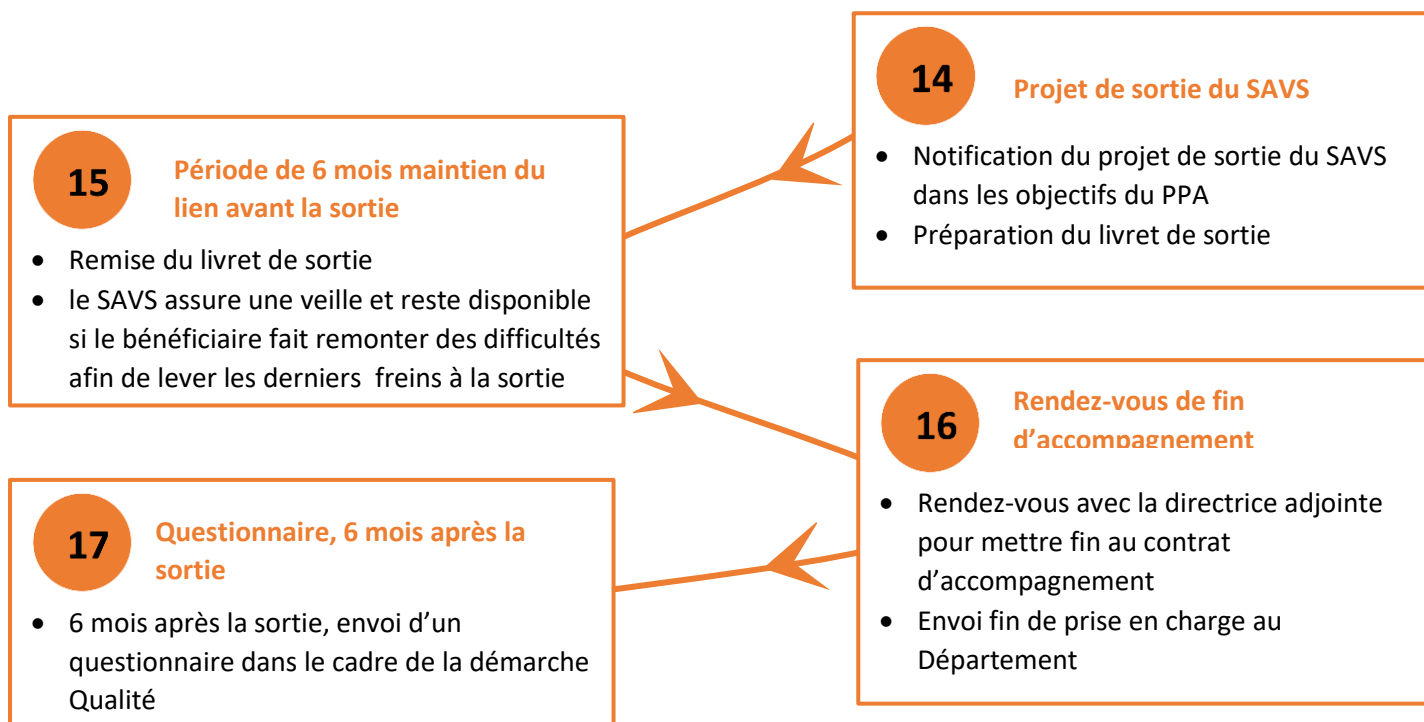 14
Projet de sortie du SAVS
• Notification du projet de sortie du SAVS
dans les objectifs du PPA
• Préparation du livret de sortie
15
Période de 6 mois maintien du
lien avant la sortie
• Remise du livret de sortie
• le SAVS assure une veille et reste disponible
si le bénéficiaire fait remonter des difficultés
afin de lever les derniers  freins à la sortie
16
Rendez-vous de fin
d’accompagnement
• Rendez-vous avec la directrice adjointe
pour mettre fin au contrat
d’accompagnement
• Envoi fin de prise en charge au
Département
17
Questionnaire, 6 mois après la
sortie
• 6 mois après la sortie, envoi d’un
questionnaire dans le cadre de la démarche
Qualité